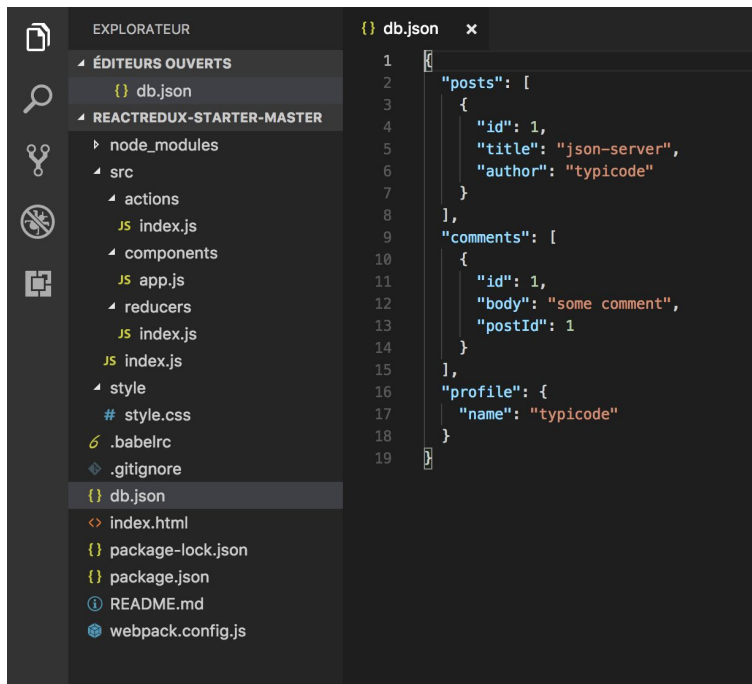 EXPLORATEUR
ÉDITEURS OUVERTS
{} db.json
REACTREDUX-STARTER-MASTER
node_modules
src
actions
JS index.js
components
JS app.js
reducers
JS index.js
JS index.js
style
# style.css
.babelrc
.gitignore
{} db.json
<> index.html
{} package-lock.json
{} package.json
README.md
webpack.config.js
{} db.json ×
1 {
2 "posts": [
3 {
4 "id": 1,
5 "title": "json-server",
6 "author": "typicode"
7 }
8 ],
9 "comments": [
10 {
11 "id": 1,
12 "body": "some comment",
13 "postId": 1
14 }
15 ],
16 "profile": {
17 "name": "typicode"
18 }
19 }